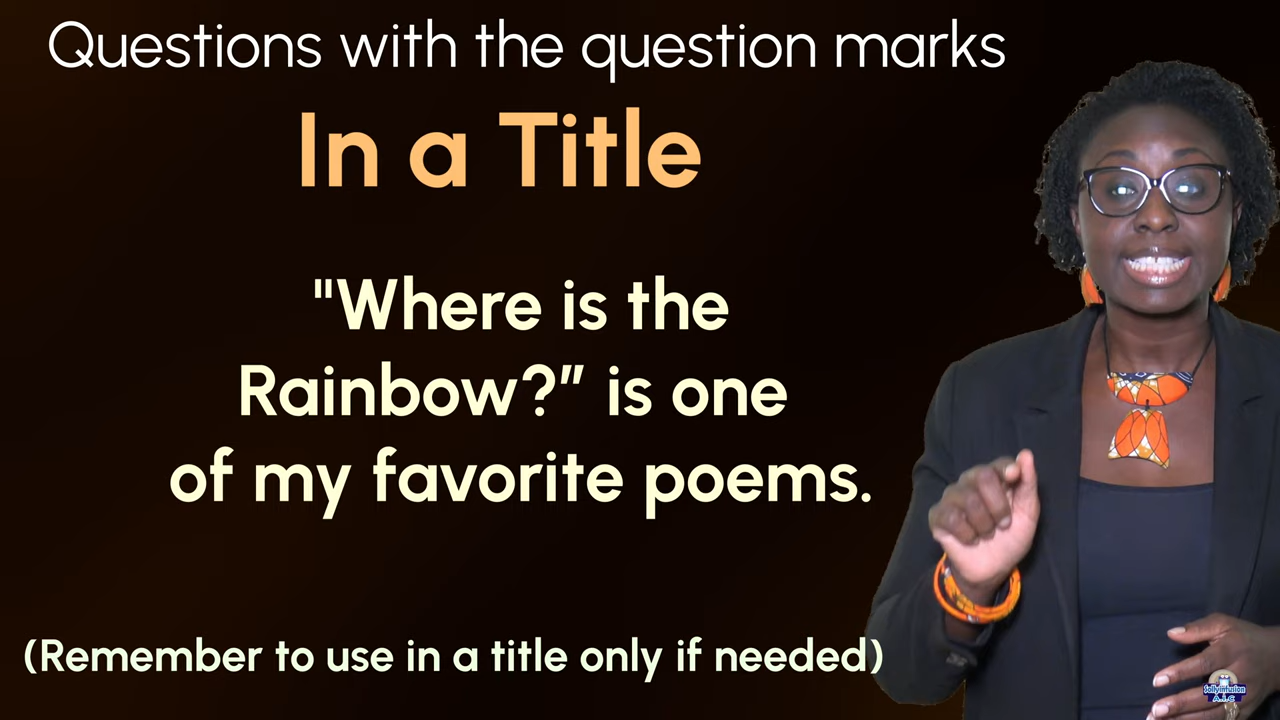 Questions with the question marks
In a Title
"Where is the
Rainbow?” is one
of my favorite poems.
(Remember to use in a title only if needed)
follyintuition
A.I.C